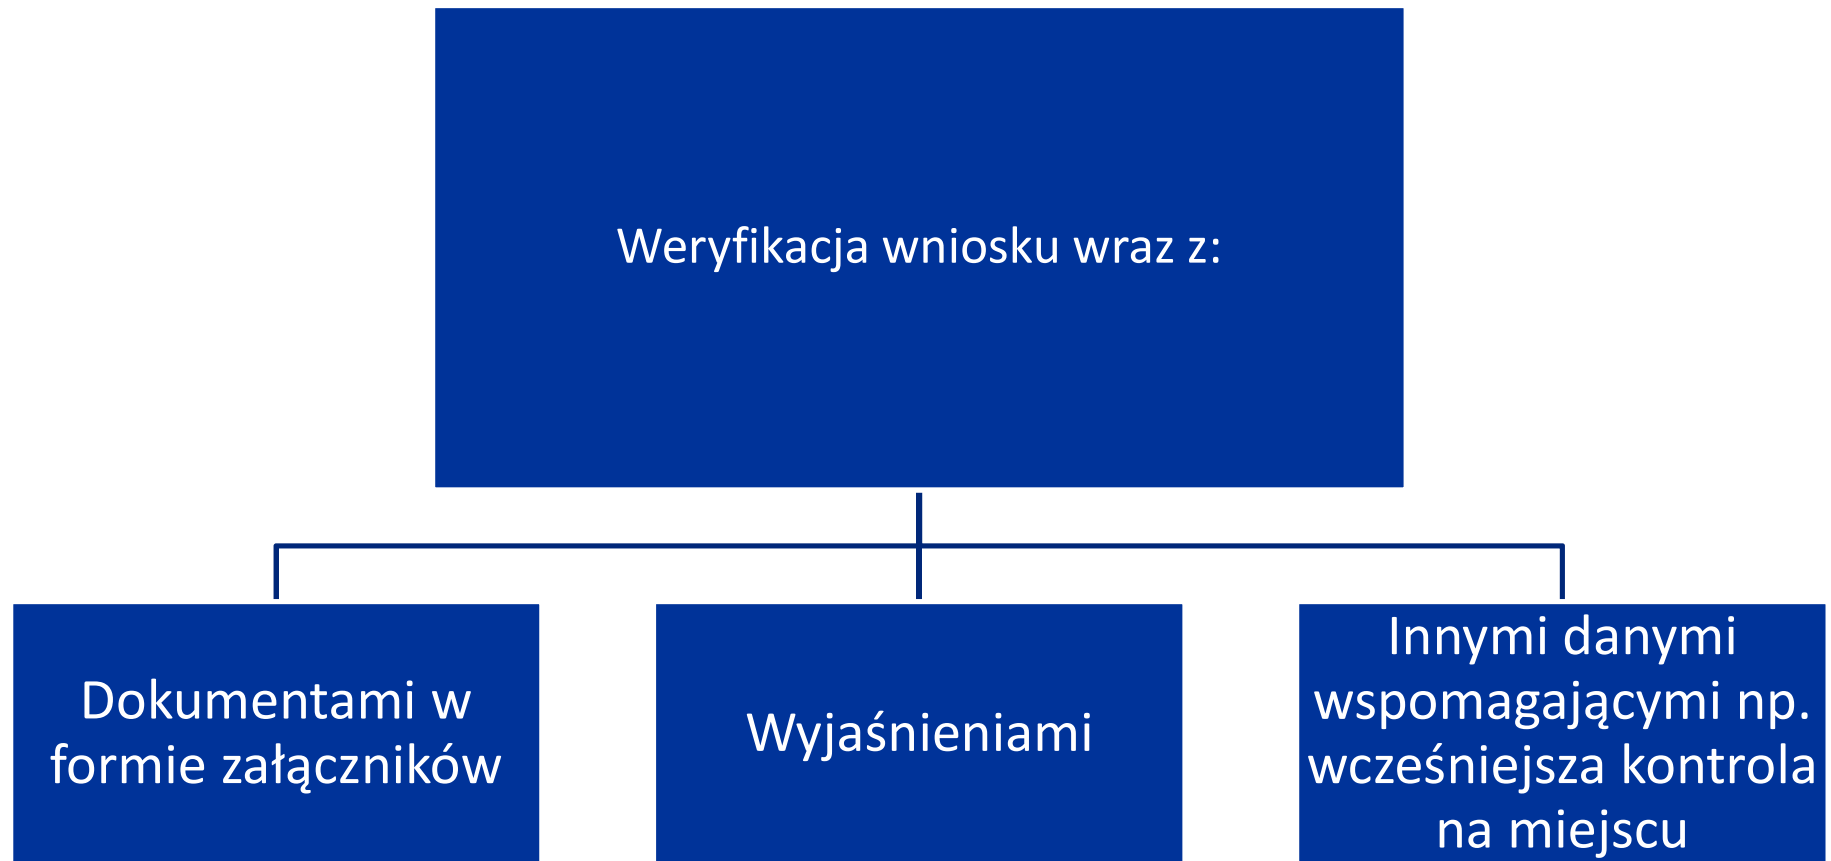 Weryfikacja wniosku wraz z:
Dokumentami w
formie załączników
Wyjaśnieniami
Innymi danymi
wspomagającymi np.
wcześniejsza kontrola
na miejscu